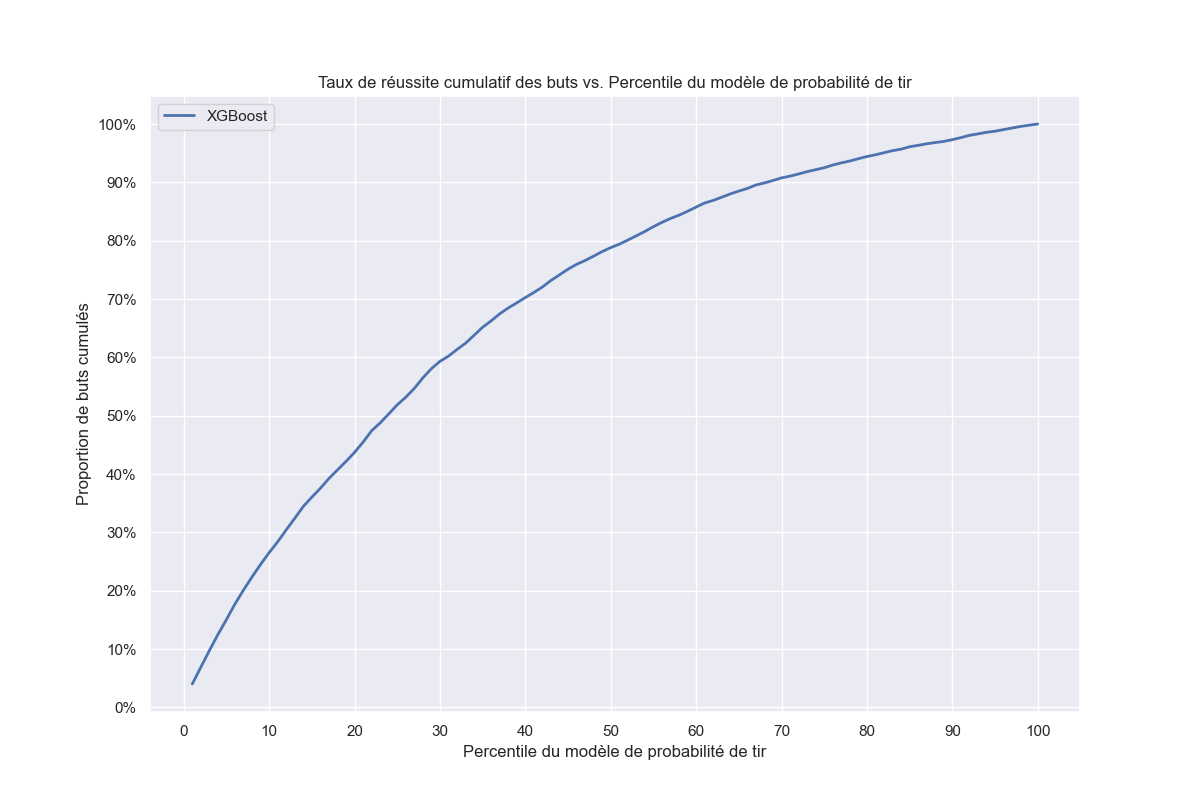 Taux de réussite cumulatif des buts vs. Percentile du modèle de probabilité de tir
XGBoost
100%
90%
80%
70%
60%
50%
40%
30%
20%
10%
0%
Proportion de buts cumulés
0 10 20 30 40 50 60 70 80 90 100
Percentile du modèle de probabilité de tir